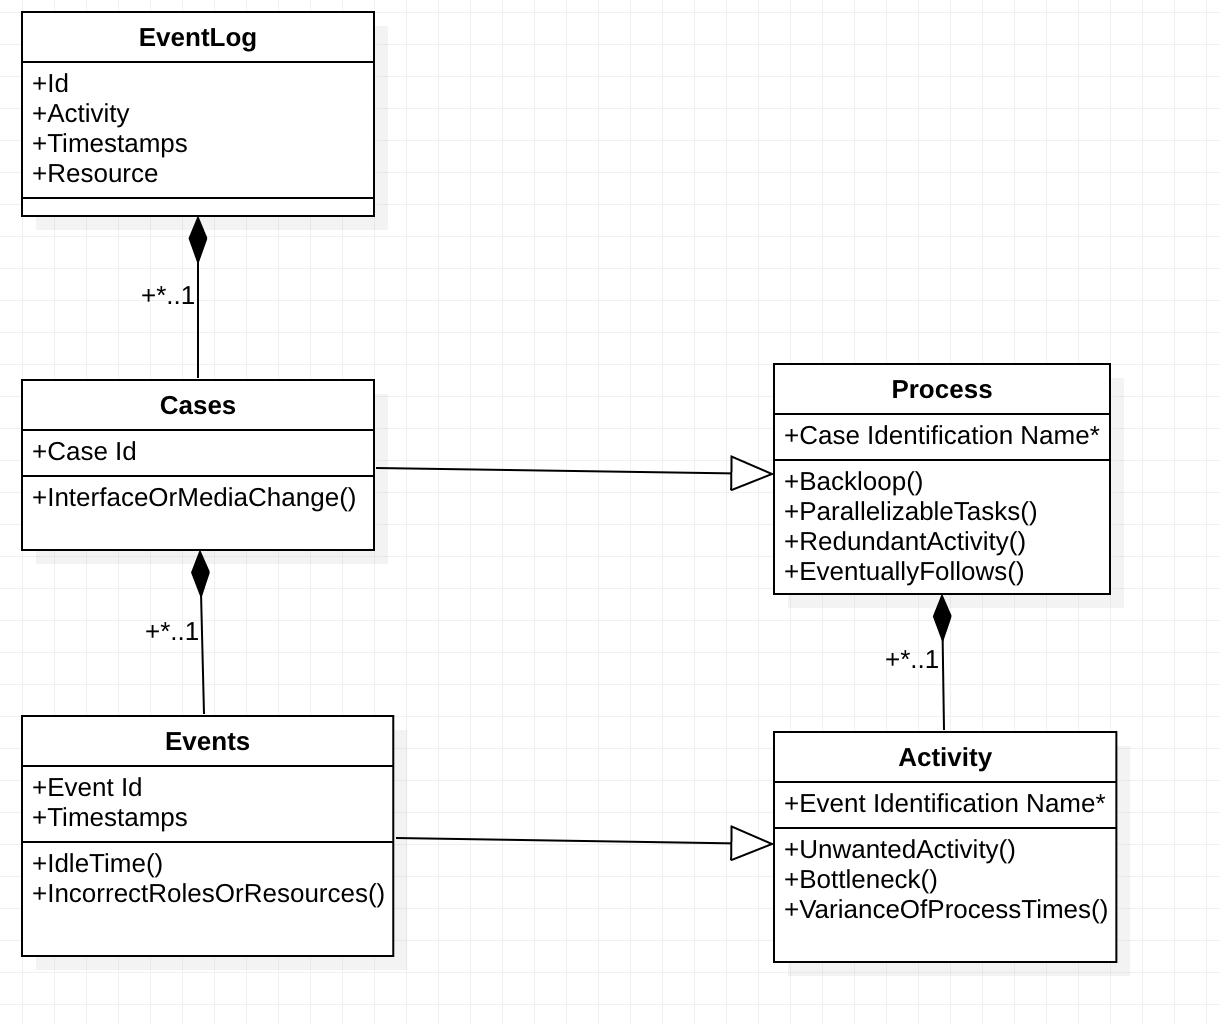 EventLog
+Id
+Activity
+Timestamps
+Resource
+*..1
Cases
+Case Id
+InterfaceOrMediaChange()
+*..1
Events
+Event Id
+Timestamps
+IdleTime()
+IncorrectRolesOrResources()
Process
+Case Identification Name*
+Backloop()
+ParallelizableTasks()
+RedundantActivity()
+EventuallyFollows()
+*..1
Activity
+Event Identification Name*
+UnwantedActivity()
+Bottleneck()
+VarianceOfProcessTimes()